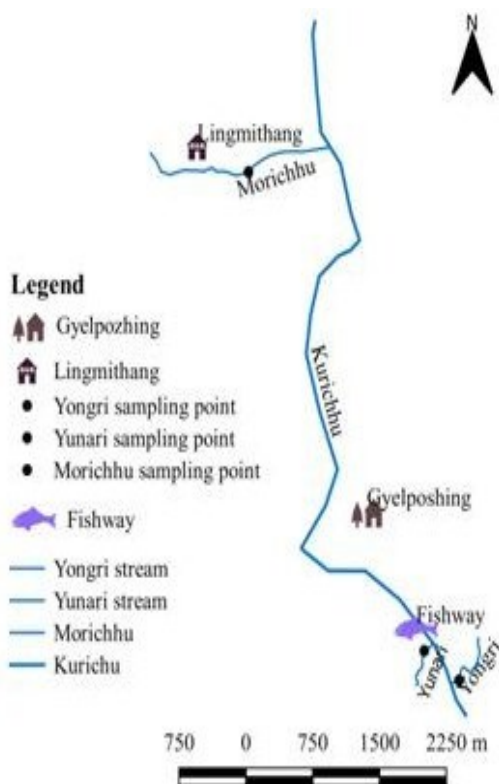 N
Lingmithang
Morichhu
Legend
Gyelpozhing
Lingmithang
Yongri sampling point
Yunari sampling point
Morichhu sampling point
Fishway
Yongri stream
Yunari stream
Morichhu
Kurichu
Kurichhu
Gyelposhing
Fishway
Yunari
Yongri
750 0 750 1500 2250 m